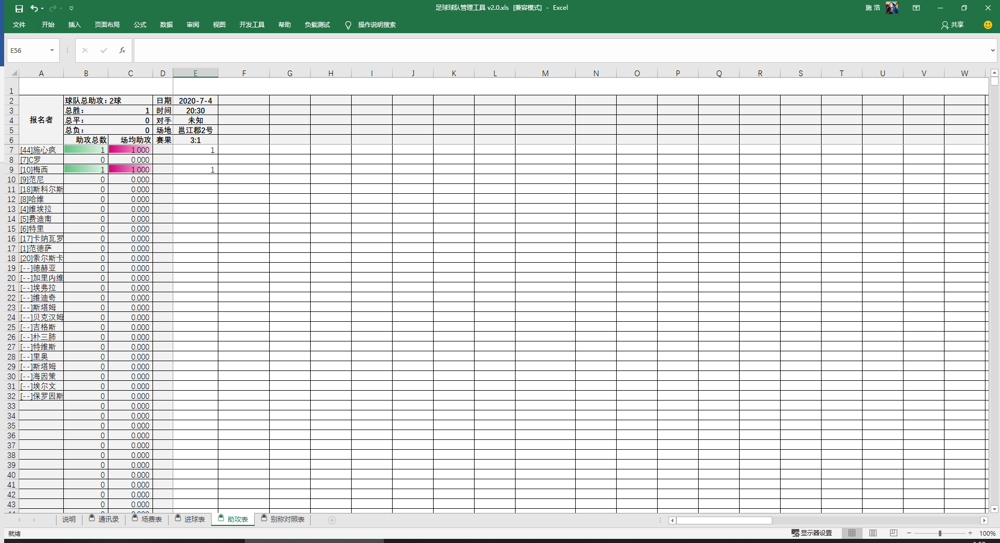 足球球队管理工具 v2.0.xls [兼容模式] - Excel
施 浩
文件 开始 插入 页面布局 公式 数据 审阅 视图 开发工具 帮助 负载测试 操作说明搜索 共享
E56 fx
A B C D E F G H I J K L M N O P Q R S T U V W
1
2 球队总助攻:2球 日期 2020-7-4
3 总胜: 1 时间 20:30
4 报名者 总平: 0 对手 未知
5 总负: 0 场地 邕江郡2号
6 助攻总数 场均助攻 赛果 3:1
7 [44]施心疯 1 1.000 1
8 [7]C罗 0 0.000
9 [10]梅西 1 1.000 1
10 [9]范尼 0 0.000
11 [18]斯科尔斯 0 0.000
12 [8]哈维 0 0.000
13 [4]维埃拉 0 0.000
14 [5]费迪南 0 0.000
15 [6]特里 0 0.000
16 [17]卡纳瓦罗 0 0.000
17 [1]范德萨 0 0.000
18 [20]索尔斯卡 0 0.000
19 [--]德赫亚 0 0.000
20 [--]加里内维 0 0.000
21 [--]埃弗拉 0 0.000
22 [--]维迪奇 0 0.000
23 [--]斯塔姆 0 0.000
24 [--]贝克汉姆 0 0.000
25 [--]吉格斯 0 0.000
26 [--]朴三肺 0 0.000
27 [--]特维斯 0 0.000
28 [--]里奥 0 0.000
29 [--]斯塔姆 0 0.000
30 [--]海因策 0 0.000
31 [--]埃尔文 0 0.000
32 [--]保罗因斯 0 0.000
33 0 0.000
34 0 0.000
35 0 0.000
36 0 0.000
37 0 0.000
38 0 0.000
39 0 0.000
40 0 0.000
41 0 0.000
42 0 0.000
43 0 0.000
说明 通讯录 场费表 进球表 助攻表 别称对照表
就绪 显示器设置 100%